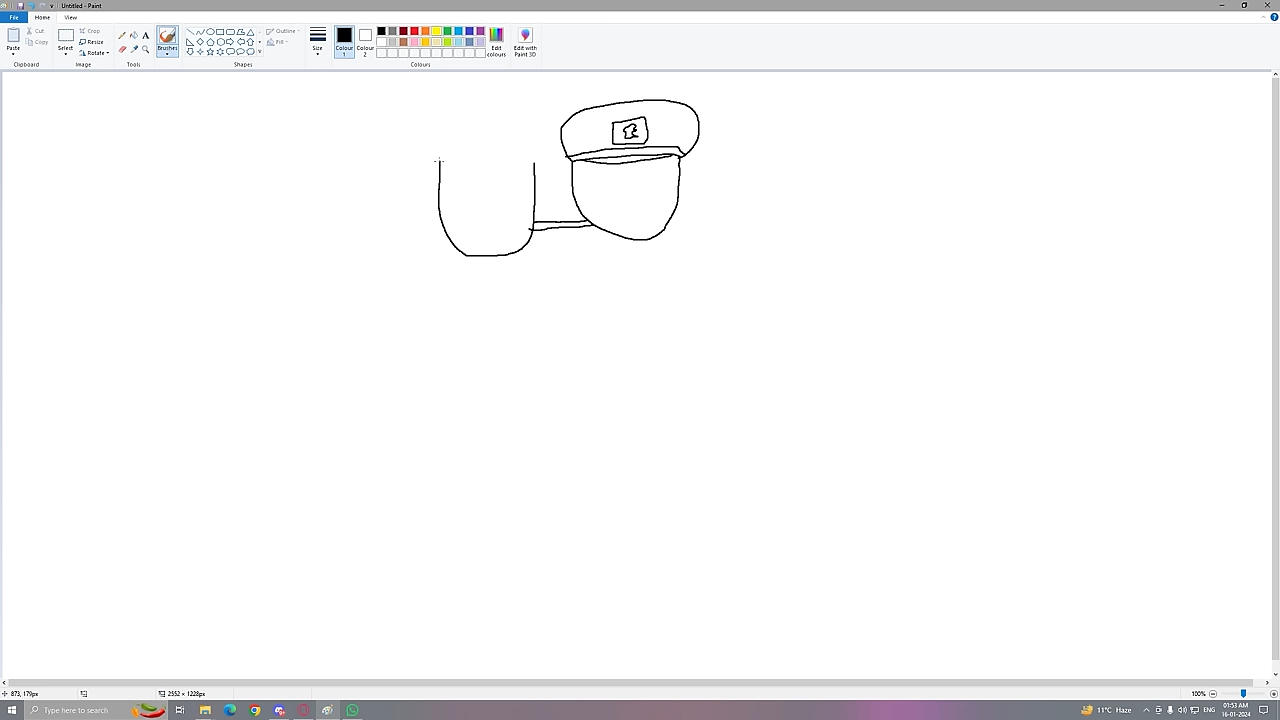 Untitled - Paint
File
Home
View
Paste
Cut
Copy
Clipboard
Select
Crop
Resize
Rotate
Image
Tools
Brushes
Outline
Fill
Shapes
Size
Colour 1
Colour 2
Edit colours
Edit with Paint 3D
Colours
873, 179px
2552 × 1228px
100%
Type here to search
11°C Haze
ENG
01:53 AM
16-01-2024